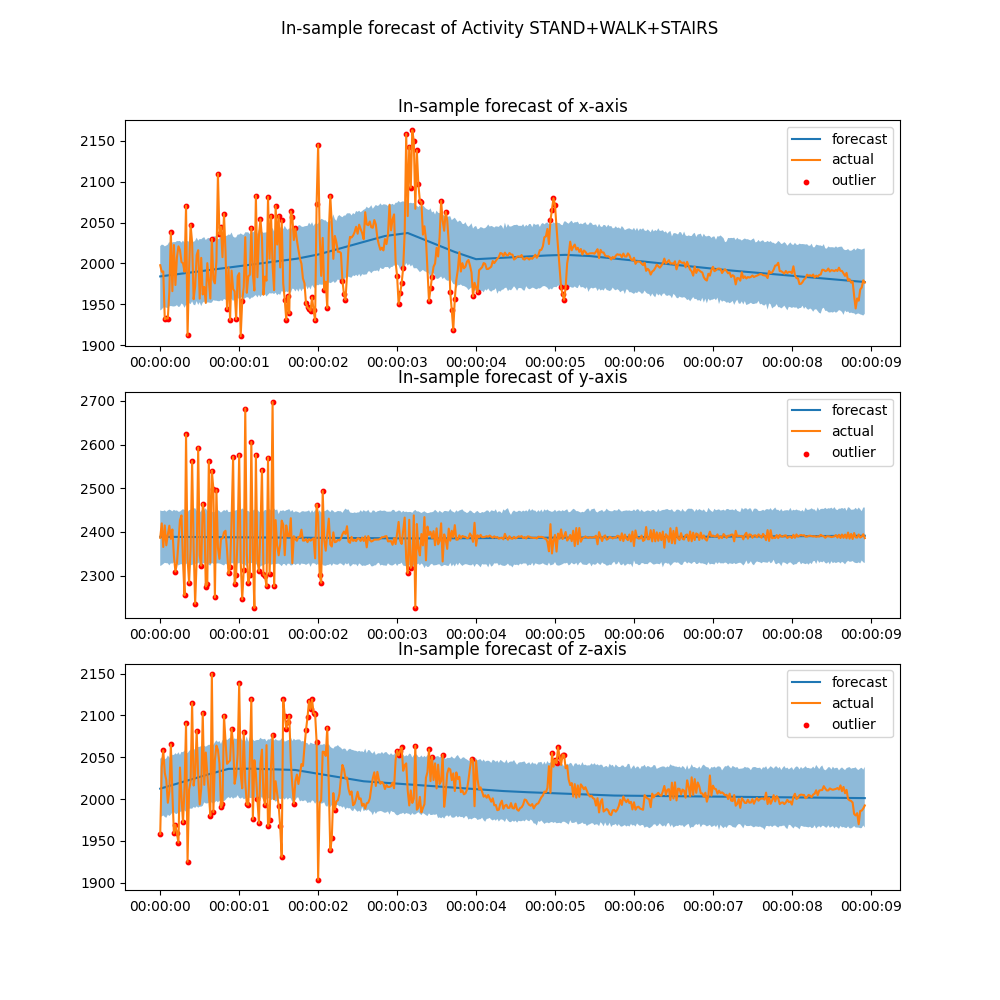 In-sample forecast of Activity STAND+WALK+STAIRS
In-sample forecast of x-axis
2150
2100
2050
2000
1950
1900
forecast
actual
outlier
00:00:00 00:00:01 00:00:02 00:00:03 00:00:04 00:00:05 00:00:06 00:00:07 00:00:08 00:00:09
In-sample forecast of y-axis
2700
2600
2500
2400
2300
forecast
actual
outlier
00:00:00 00:00:01 00:00:02 00:00:03 00:00:04 00:00:05 00:00:06 00:00:07 00:00:08 00:00:09
In-sample forecast of z-axis
2150
2100
2050
2000
1950
1900
forecast
actual
outlier
00:00:00 00:00:01 00:00:02 00:00:03 00:00:04 00:00:05 00:00:06 00:00:07 00:00:08 00:00:09